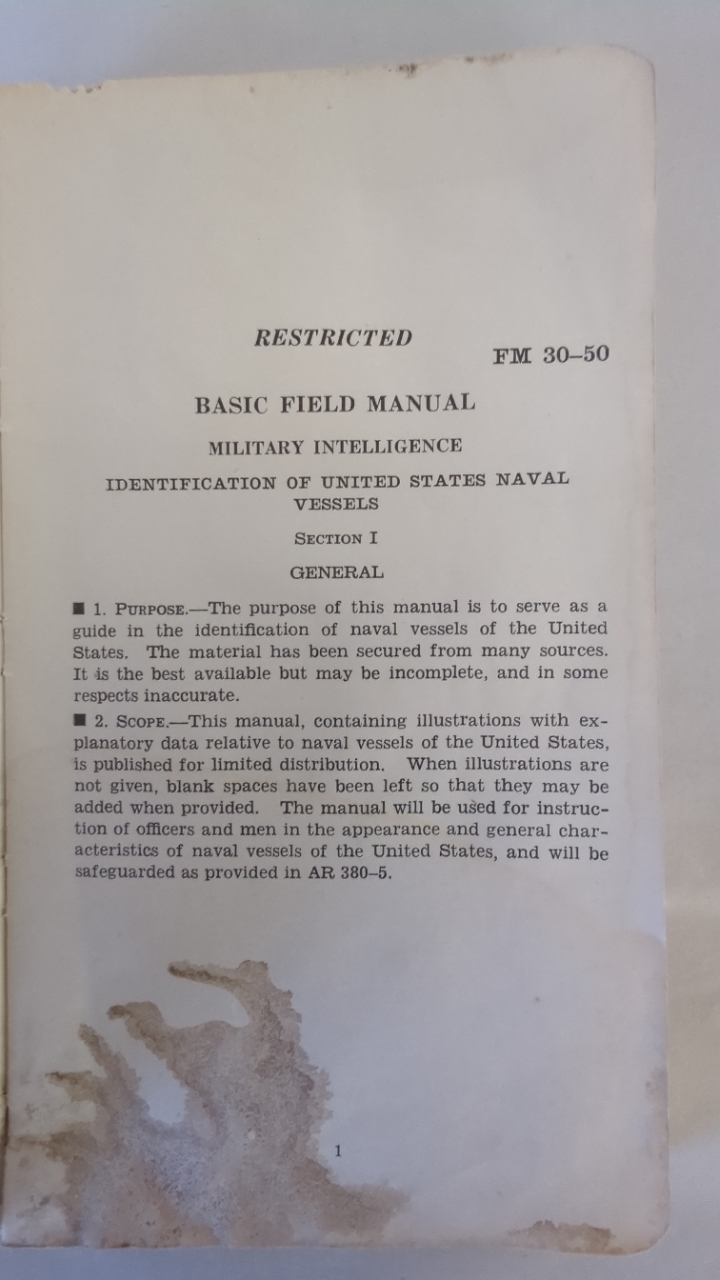 RESTRICTED
FM 30–50
BASIC FIELD MANUAL
MILITARY INTELLIGENCE
IDENTIFICATION OF UNITED STATES NAVAL
VESSELS
SECTION I
GENERAL
■ 1. PURPOSE.—The purpose of this manual is to serve as a
guide in the identification of naval vessels of the United
States. The material has been secured from many sources.
It is the best available but may be incomplete, and in some
respects inaccurate.
■ 2. SCOPE.—This manual, containing illustrations with ex-
planatory data relative to naval vessels of the United States,
is published for limited distribution. When illustrations are
not given, blank spaces have been left so that they may be
added when provided. The manual will be used for instruc-
tion of officers and men in the appearance and general char-
acteristics of naval vessels of the United States, and will be
safeguarded as provided in AR 380–5.
1